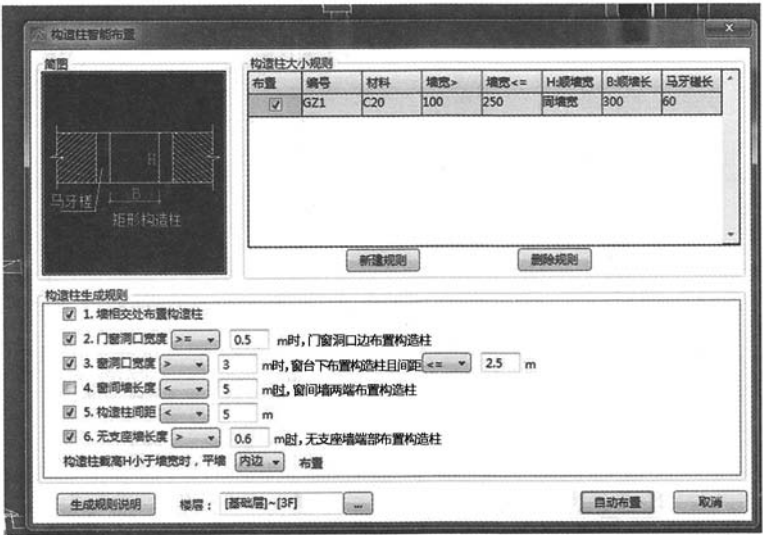 构造柱智能布置
简图
马牙槎
H
B
矩形构造柱
构造柱大小规则
布置 编号 材料 墙宽> 墙宽<= H:顺墙宽 B:顺墙长 马牙槎长
GZ1 C20 100 250 同墙宽 300 60
新建规则 删除规则
构造柱生成规则
1. 墙相交处布置构造柱
2. 门窗洞口宽度 >= 0.5 m时，门窗洞口边布置构造柱
3. 窗洞口宽度 > 3 m时，窗台下布置构造柱且间距 <= 2.5 m
4. 窗间墙长度 < 5 m时，窗间墙两端布置构造柱
5. 构造柱间距 < 5 m
6. 无支座墙长度 > 0.6 m时，无支座墙端部布置构造柱
构造柱截高H小于墙宽时，平墙 内边 布置
生成规则说明 楼层： [基础层]~[3F] ... 自动布置 取消